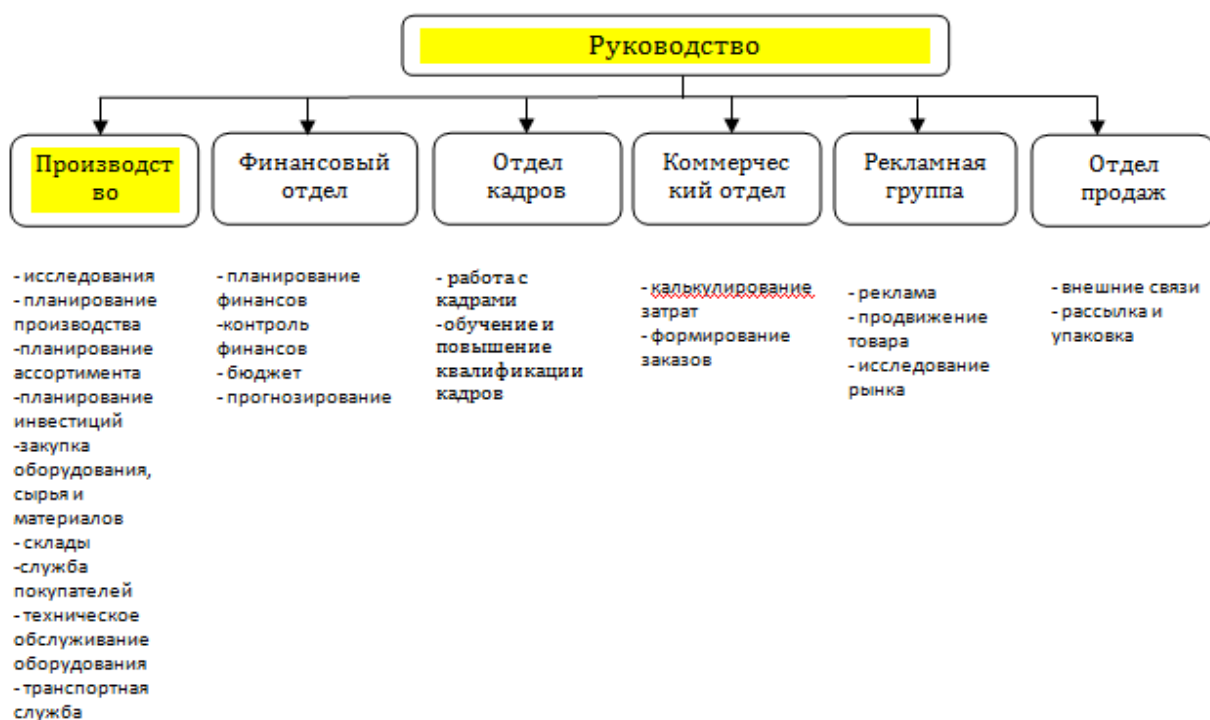 Руководство
Производст
во
Финансовый
отдел
Отдел
кадров
Коммерчес
кий отдел
Рекламная
группа
Отдел
продаж
- исследования
- планирование
производства
-планирование
ассортимента
-планирование
инвестиций
-закупка
оборудования,
сырья и
материалов
- склады
-служба
покупателей
- техническое
обслуживание
оборудования
- транспортная
служба
- планирование
финансов
-контроль
финансов
- бюджет
- прогнозирование
- работа с
кадрами
-обучение и
повышение
квалификации
кадров
- калькулирование
затрат
- формирование
заказов
- реклама
- продвижение
товара
- исследование
рынка
- внешние связи
- рассылка и
упаковка